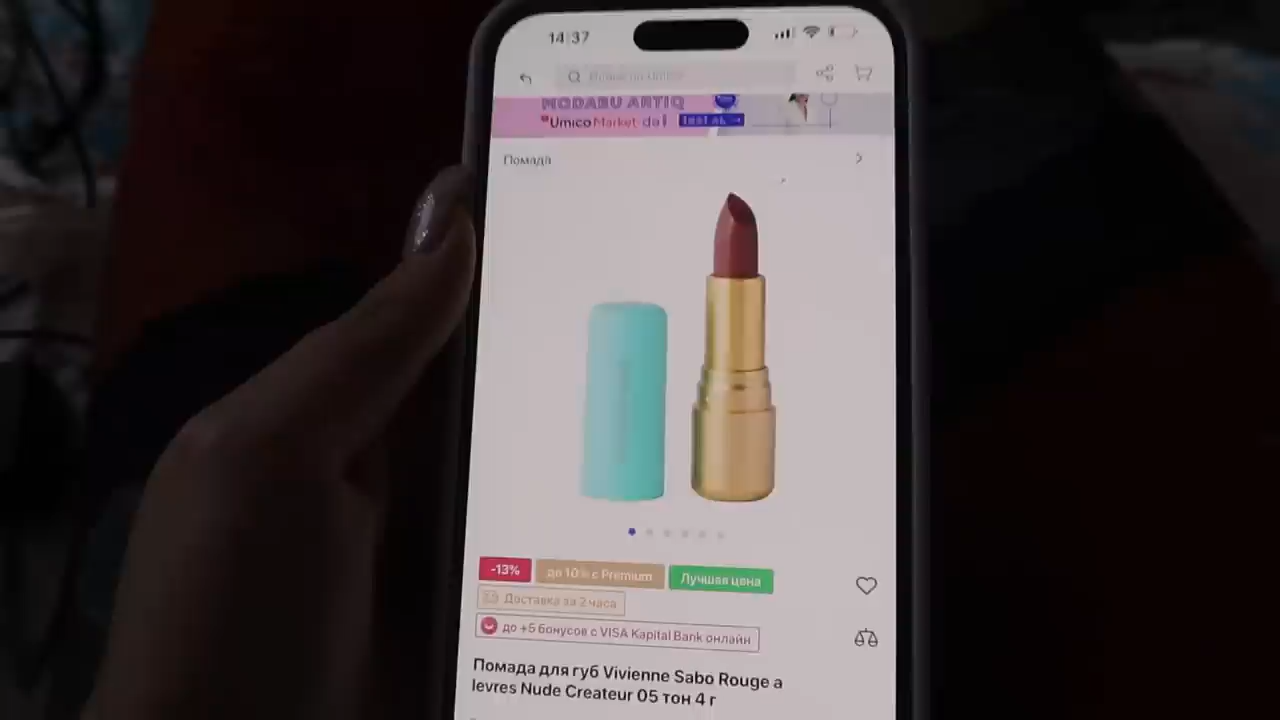 14:37
MODABU ARTIQ
Umico Market-də!
Помада
-13%
до 10% с Premium
Лучшая цена
Доставка за 2 часа
до +5 бонусов с VISA Kapital Bank онлайн
Помада для губ Vivienne Sabo Rouge a
levres Nude Createur 05 тон 4 г